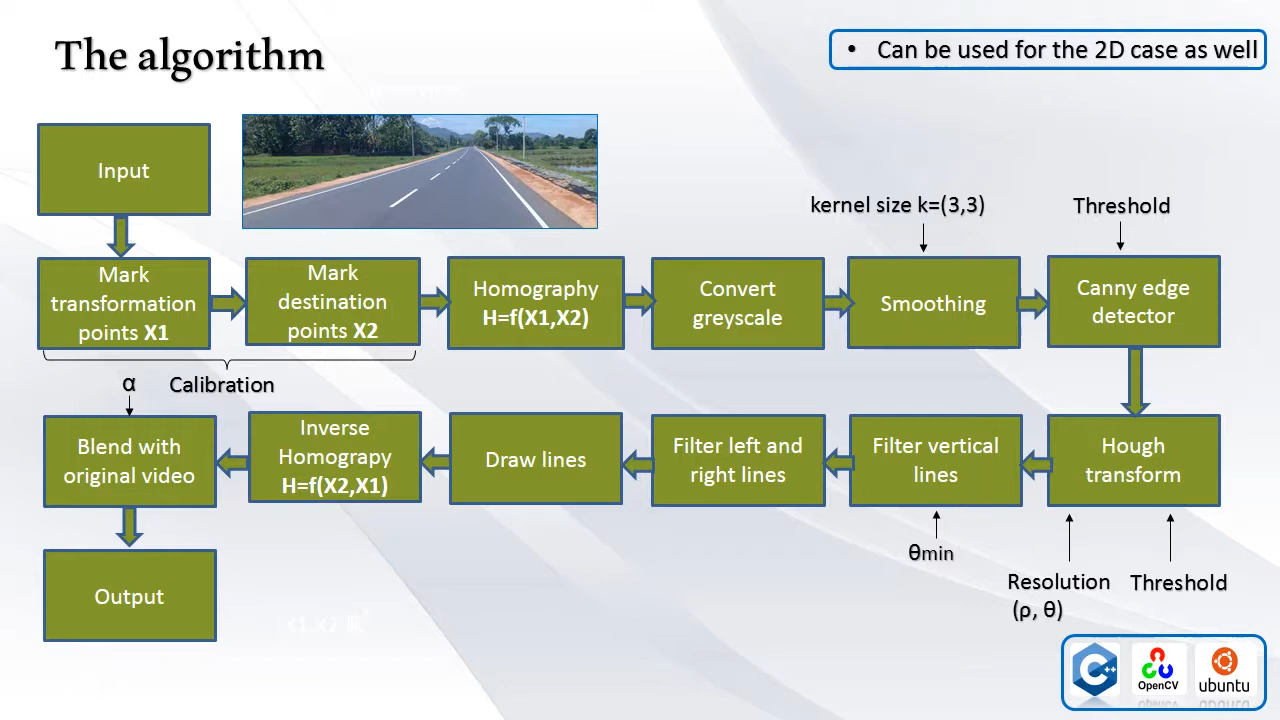 The algorithm
• Can be used for the 2D case as well
Input
kernel size k=(3,3)
Threshold
Mark
transformation
points X1
Mark
destination
points X2
Homography
H=f(X1,X2)
Convert
greyscale
Smoothing
Canny edge
detector
Calibration
α
Blend with
original video
Inverse
Homograpy
H=f(X2,X1)
Draw lines
Filter left and
right lines
Filter vertical
lines
Hough
transform
θmin
Resolution
(ρ, θ)
Threshold
Output
C++
OpenCV
ubuntu